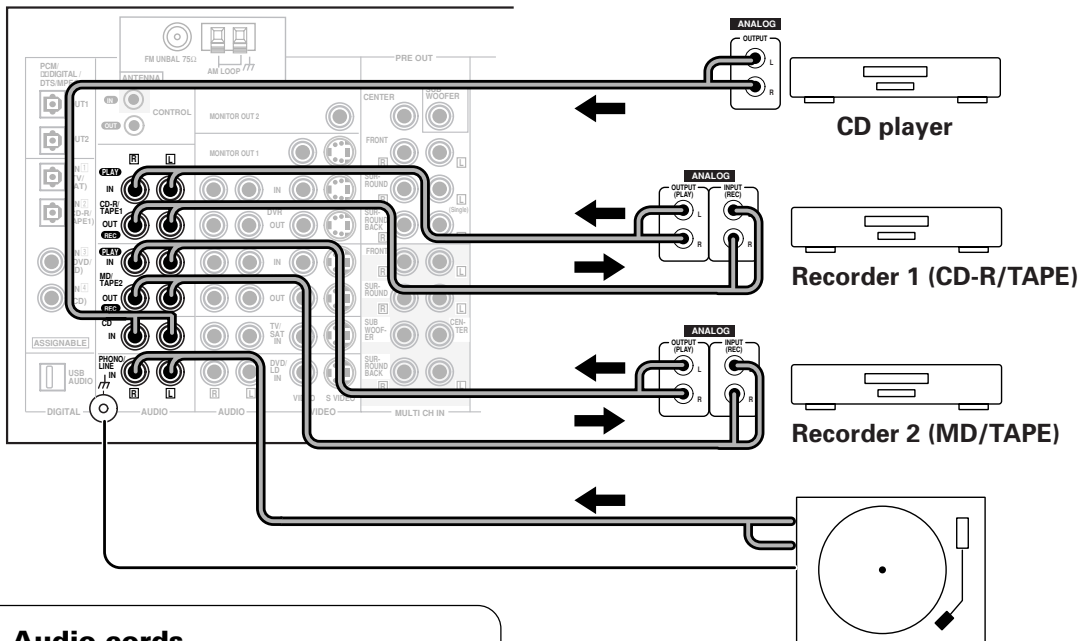 FM UNBAL 75Ω
AM LOOP
ANTENNA
PCM/
DIGITAL /
DTS/MPE
OUT1
OUT2
IN
OUT
CONTROL
MONITOR OUT 2
MONITOR OUT 1
PRE OUT
CENTER
SUB
WOOFER
FRONT
R
L
SUR-
ROUND
R
L
(Single)
SUR-
ROUND
BACK
R
L
FRONT
R
L
SUR-
ROUND
R
L
SUB
WOOF-
ER
CEN-
TER
SUR-
ROUND
BACK
R
L
MULTI CH IN
R
L
PLAY
IN
CD-R/
TAPE1
OUT
REC
PLAY
IN
MD/
TAPE2
OUT
REC
CD
IN
PHONO/
LINE
IN
R
L
AUDIO
ASSIGNABLE
USB
AUDIO
DIGITAL
IN
DVR
OUT
IN
OUT
TV/
SAT
IN
DVD/
LD
IN
R
L
AUDIO
S VIDEO
ANALOG
OUTPUT
L
R
CD player
ANALOG
OUTPUT
(PLAY)
INPUT
(REC)
L
R
Recorder 1 (CD-R/TAPE)
ANALOG
OUTPUT
(PLAY)
INPUT
(REC)
L
R
Recorder 2 (MD/TAPE)
Audio cords